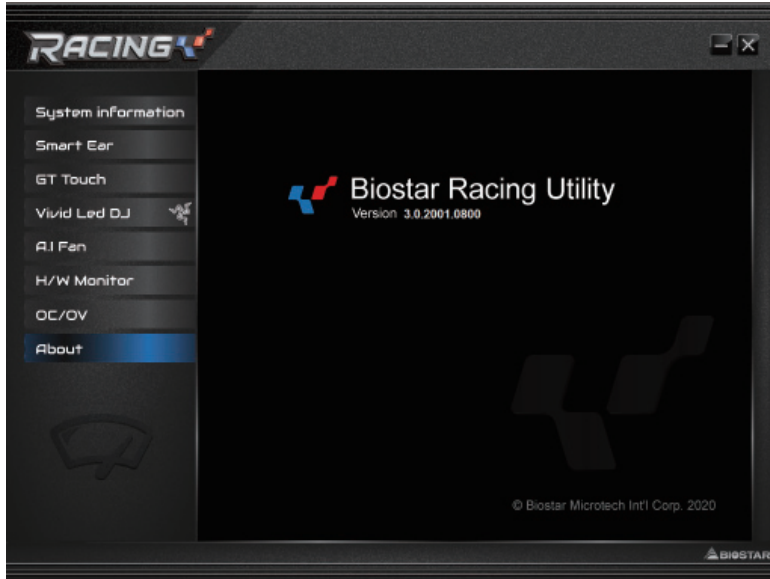 RACING
System information
Smart Ear
GT Touch
Vivid Led DJ
A.I Fan
H/W Monitor
OC/OV
About
Biostar Racing Utility
Version 3.0.2001.0800
© Biostar Microtech Int'l Corp. 2020
BIOSTAR